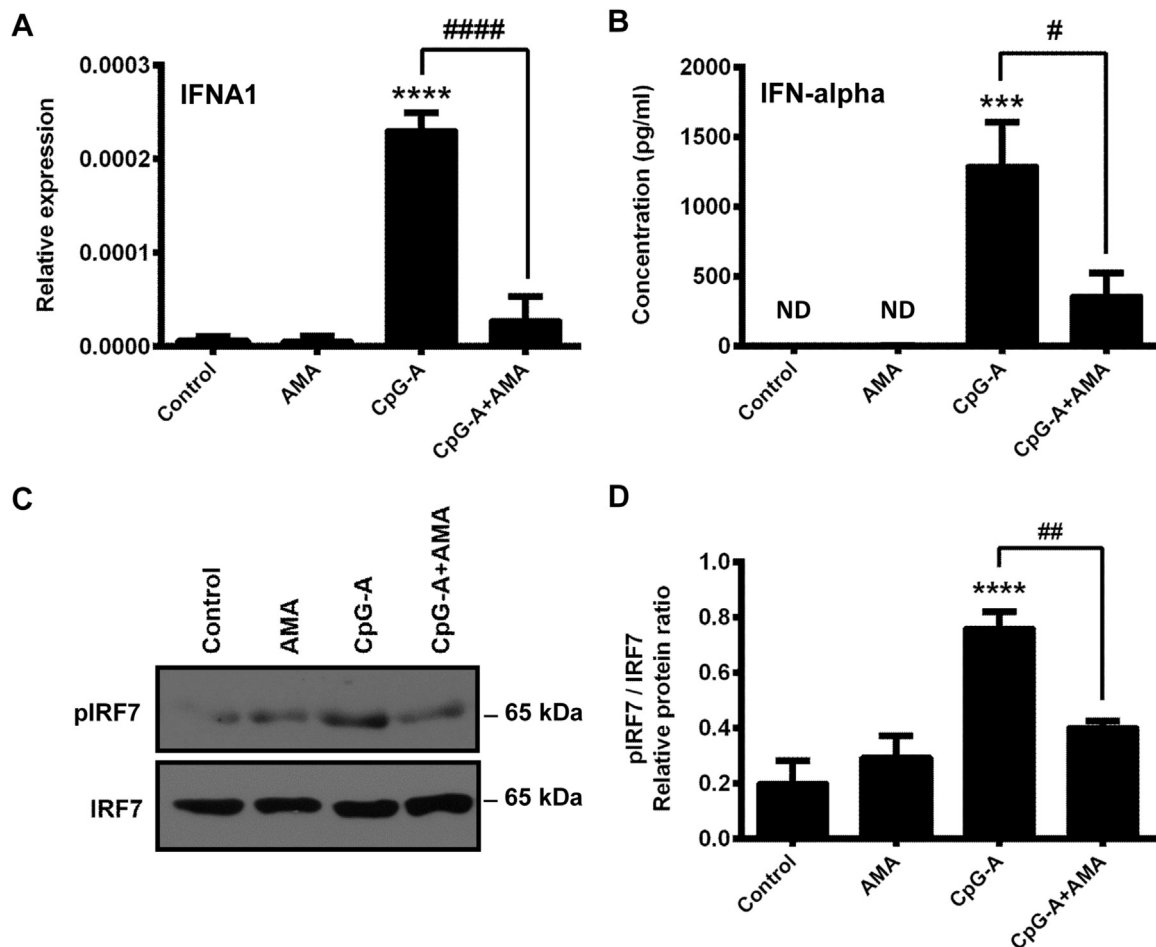 A
####
0.0003
IFNA1
****
0.0002
0.0001
0.0000
Relative expression
Control
AMA
CpG-A
CpG-A+AMA
B
#
2000
IFN-alpha
***
1500
1000
500
0
Concentration (pg/ml)
ND
ND
Control
AMA
CpG-A
CpG-A+AMA
C
Control
AMA
CpG-A
CpG-A+AMA
pIRF7
65 kDa
IRF7
65 kDa
D
##
1.0
****
0.8
0.6
0.4
0.2
0.0
pIRF7 / IRF7
Relative protein ratio
Control
AMA
CpG-A
CpG-A+AMA